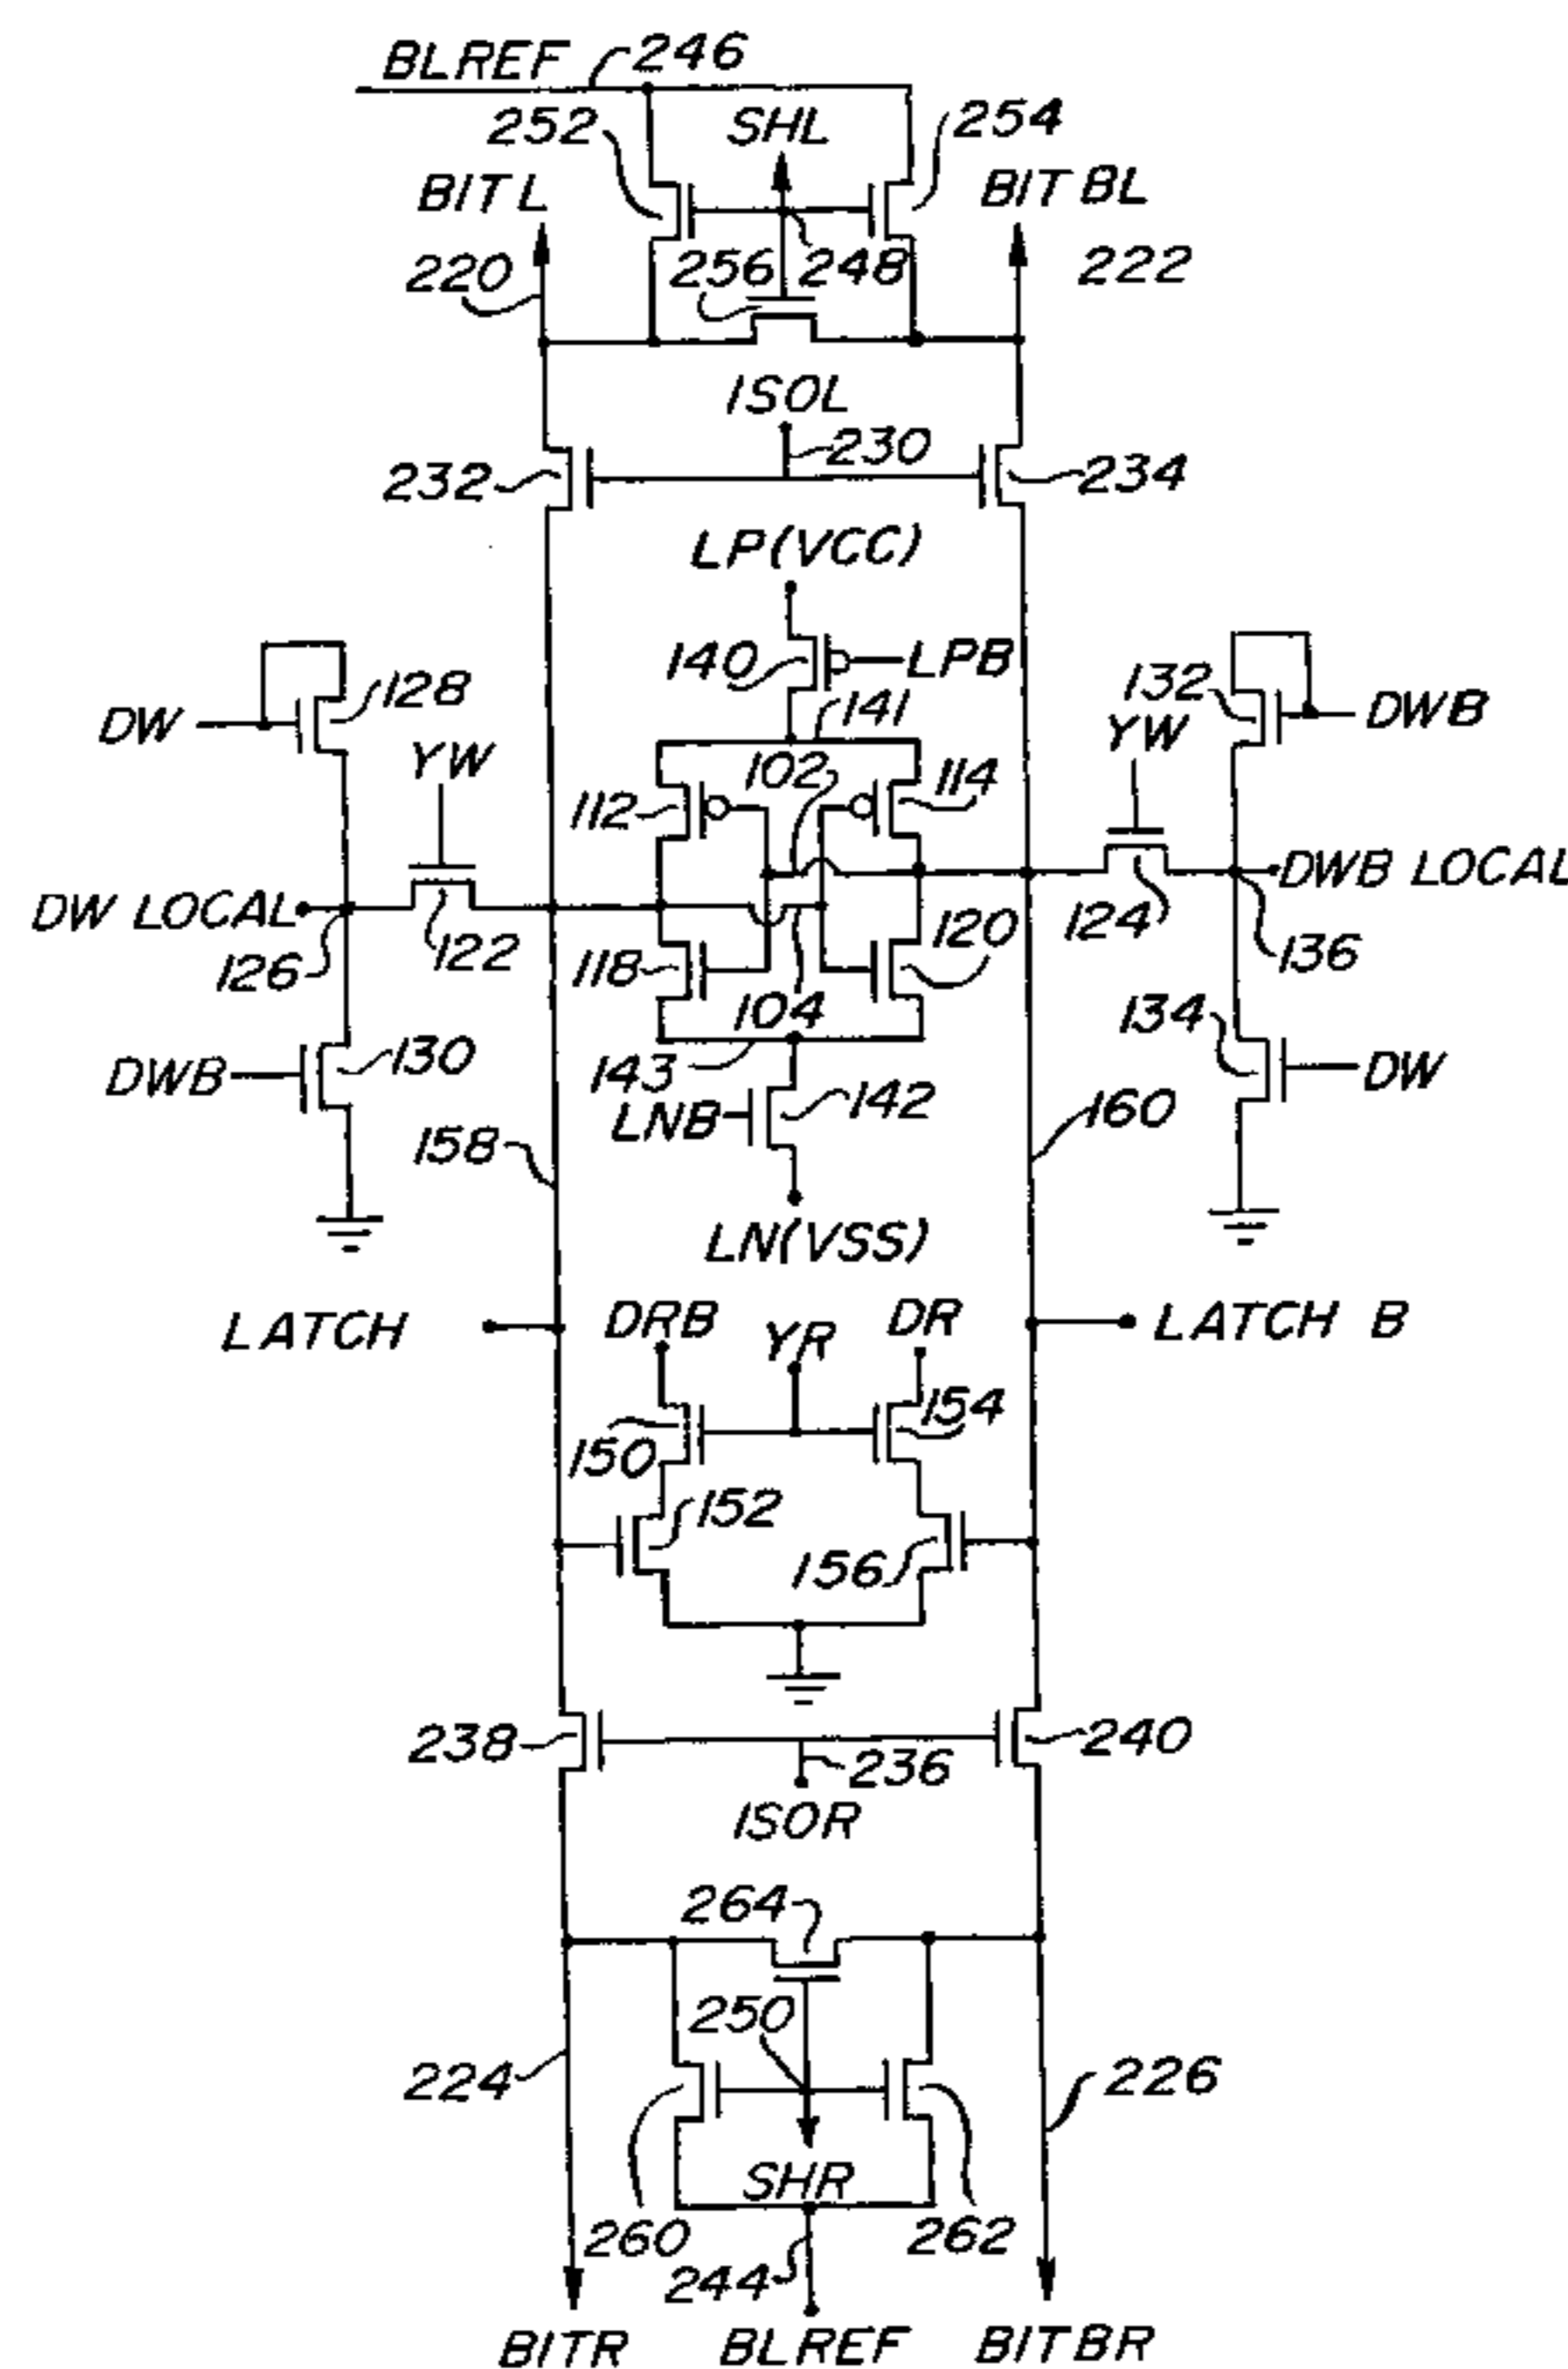 BLREF 246
252 SHL 254
BITL BITBL
220 256 248 222
ISOL
230
232 234
LP(VCC)
140 LPB
128 132 DWB
DW 141
YW 102 114 YW
112
DWB LOCAL
DW LOCAL 124
122 120 136
126 118
104 134
DWB 130 143 DW
LNB 142 160
158
LN(VSS)
LATCH DRB YR DR LATCH B
154
150
152
156
238 240
236
ISOR
264
250
224 226
SHR
260 262
244
BITR BLREF BITBR